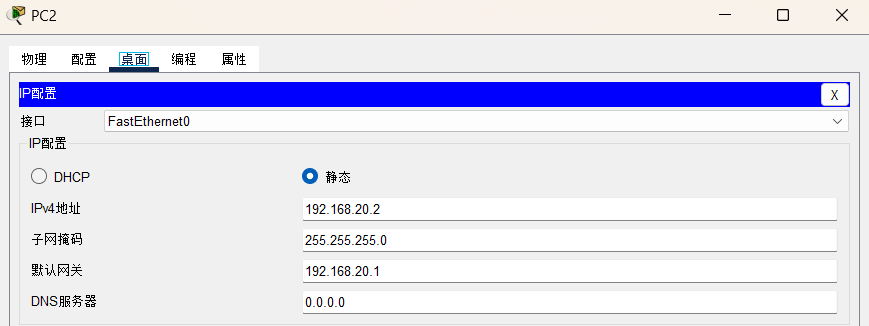 PC2
物理 配置 桌面 编程 属性
IP配置 X
接口 FastEthernet0
IP配置
DHCP 静态
IPv4地址 192.168.20.2
子网掩码 255.255.255.0
默认网关 192.168.20.1
DNS服务器 0.0.0.0